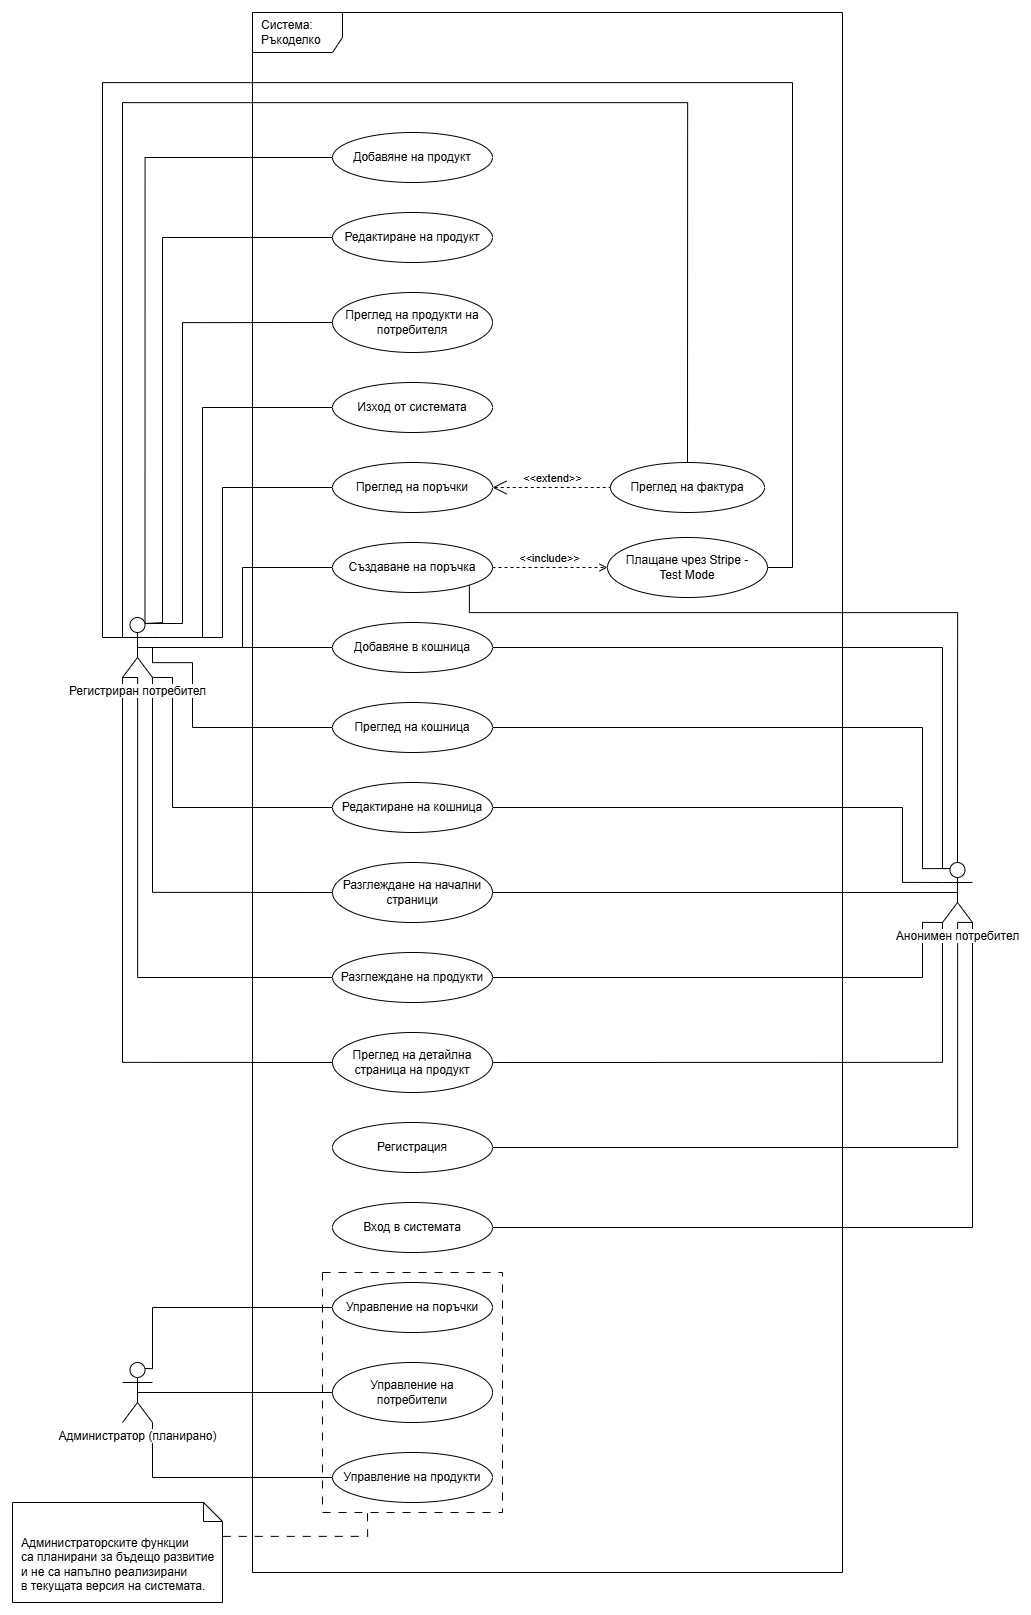 Система:
Ръкоделко
Добавяне на продукт
Редактиране на продукт
Преглед на продукти на
потребителя
Изход от системата
Преглед на поръчки
<<extend>>
Преглед на фактура
Създаване на поръчка
<<include>>
Плащане чрез Stripe -
Test Mode
Добавяне в кошница
Регистриран потребител
Преглед на кошница
Редактиране на кошница
Разглеждане на начални
страници
Анонимен потребител
Разглеждане на продукти
Преглед на детайлна
страница на продукт
Регистрация
Вход в системата
Управление на поръчки
Управление на
потребители
Администратор (планирано)
Управление на продукти
Администраторските функции
са планирани за бъдещо развитие
и не са напълно реализирани
в текущата версия на системата.